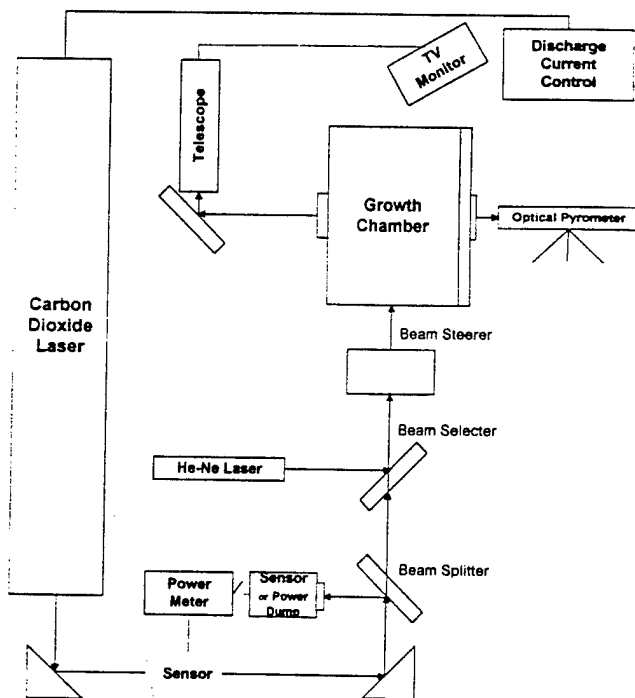 Discharge
Current
Control
TV
Monitor
Telescope
Growth
Chamber
Optical Pyrometer
Carbon
Dioxide
Laser
Beam Steerer
Beam Selecter
He-Ne Laser
Beam Splitter
Power
Meter
Sensor
or Power
Dump
Sensor